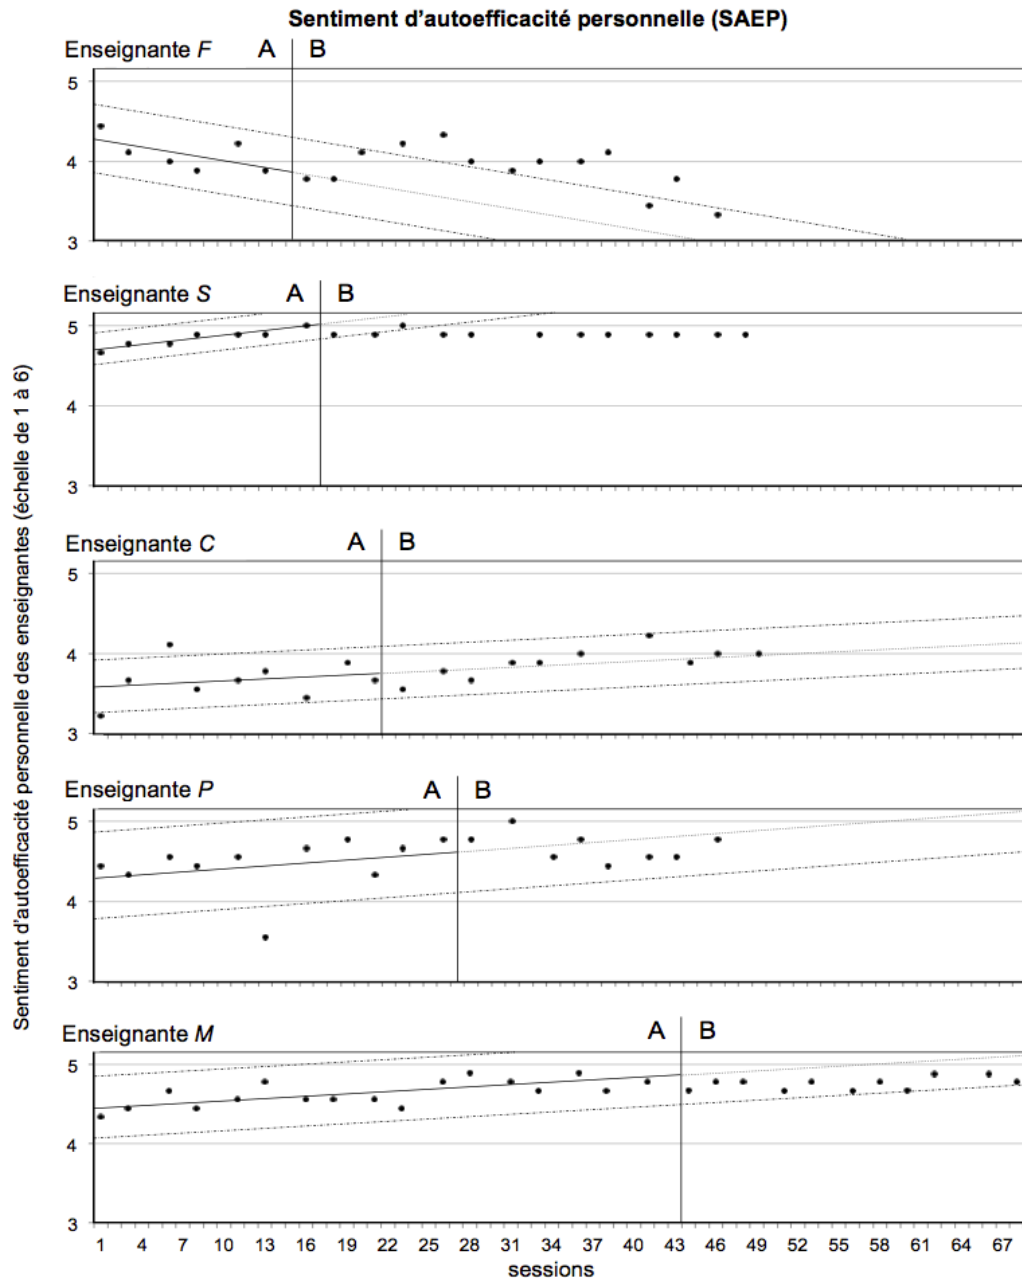 Sentiment d'autoefficacité personnelle (SAEP)
Sentiment d'autoefficacité personnelle des enseignantes (échelle de 1 à 6)
Enseignante F A B
5
4
3
Enseignante S A B
5
4
3
Enseignante C A B
5
4
3
Enseignante P A B
5
4
3
Enseignante M A B
5
4
3
1 4 7 10 13 16 19 22 25 28 31 34 37 40 43 46 49 52 55 58 61 64 67
sessions